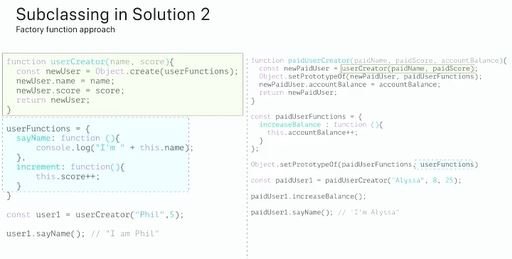 Subclassing in Solution 2
Factory function approach
function userCreator(name, score){
const newUser = Object.create(userFunctions);
newUser.name = name;
newUser.score = score;
return newUser;
}
userFunctions = {
sayName: function (){
console.log("I'm " + this.name);
},
increment: function(){
this.score++;
}
}
const user1 = userCreator("Phil",5);
user1.sayName(); // "I am Phil"
function paidUserCreator(paidName, paidScore, accountBalance){
const newPaidUser = userCreator(paidName, paidScore);
Object.setPrototypeOf(newPaidUser, paidUserFunctions);
newPaidUser.accountBalance = accountBalance;
return newPaidUser;
}
const paidUserFunctions = {
increaseBalance : function (){
this.accountBalance++;
}
};
Object.setPrototypeOf(paidUserFunctions, userFunctions)
const paidUser1 = paidUserCreator("Alyssa", 8, 25);
paidUser1.increaseBalance();
paidUser1.sayName(); // "I'm Alyssa"